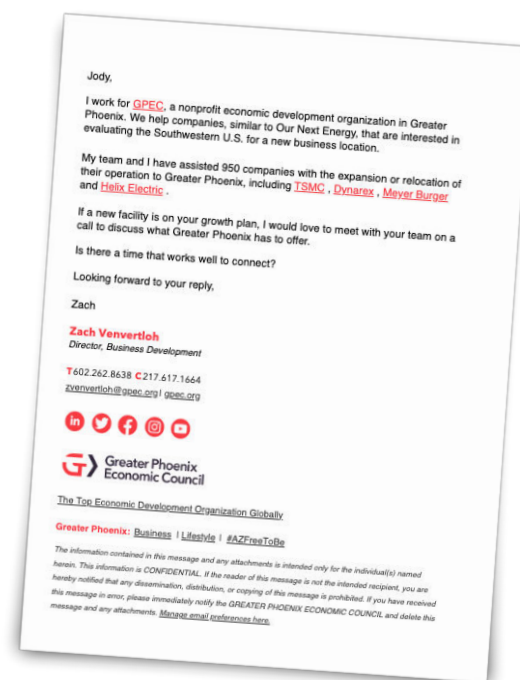 Jody,
I work for GPEC, a nonprofit economic development organization in Greater
Phoenix. We help companies, similar to Our Next Energy, that are interested in
evaluating the Southwestern U.S. for a new business location.
My team and I have assisted 950 companies with the expansion or relocation of
their operation to Greater Phoenix, including TSMC , Dynarex , Meyer Burger
and Helix Electric .
If a new facility is on your growth plan, I would love to meet with your team on a
call to discuss what Greater Phoenix has to offer.
Is there a time that works well to connect?
Looking forward to your reply,
Zach
Zach Venvertloh
Director, Business Development
T602.262.8638 C217.617.1664
zvenvertloh@gpec.org| gpec.org
in
G Greater Phoenix
Economic Council
The Top Economic Development Organization Globally
Greater Phoenix: Business | Lifestyle | #AZFreeToBe
The information contained in this message and any attachments is intended only for the individual(s) named
herein. This information is CONFIDENTIAL. If the reader of this message is not the intended recipient, you are
hereby notified that any dissemination, distribution, or copying of this message is prohibited. If you have received
this message in error, please immediately notify the GREATER PHOENIX ECONOMIC COUNCIL and delete this
message and any attachments. Manage email preferences here.